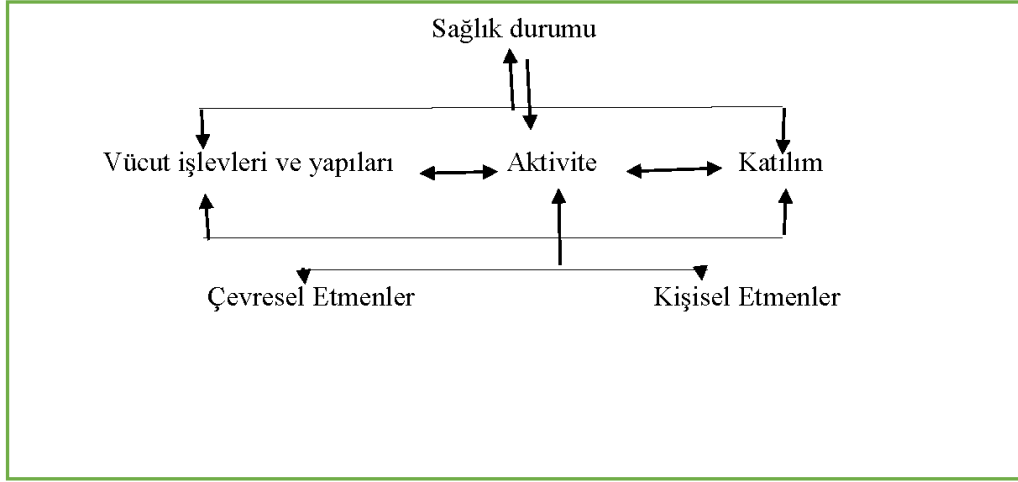 Sağlık durumu
Vücut işlevleri ve yapıları Aktivite Katılım
Çevresel Etmenler Kişisel Etmenler